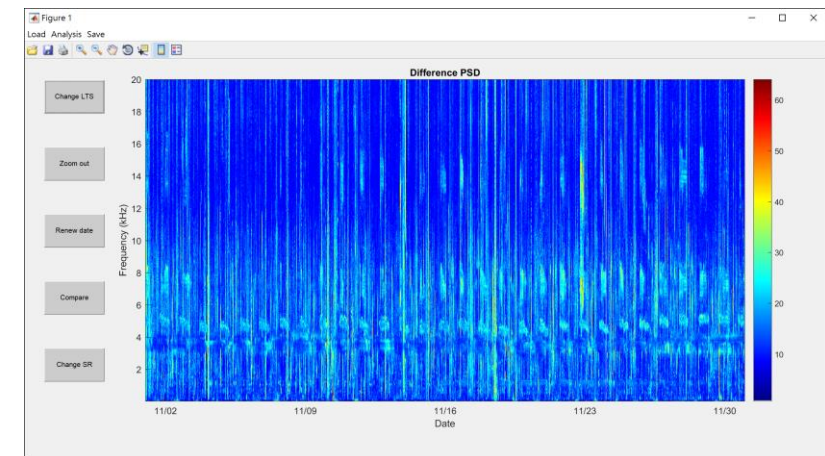 Figure 1
Load Analysis Save
Difference PSD
Change LTS
Zoom out
Renew date
Compare
Change SR
Frequency (kHz)
20
18
16
14
12
10
8
6
4
2
11/02 11/09 11/16 11/23 11/30
Date
60
50
40
30
20
10